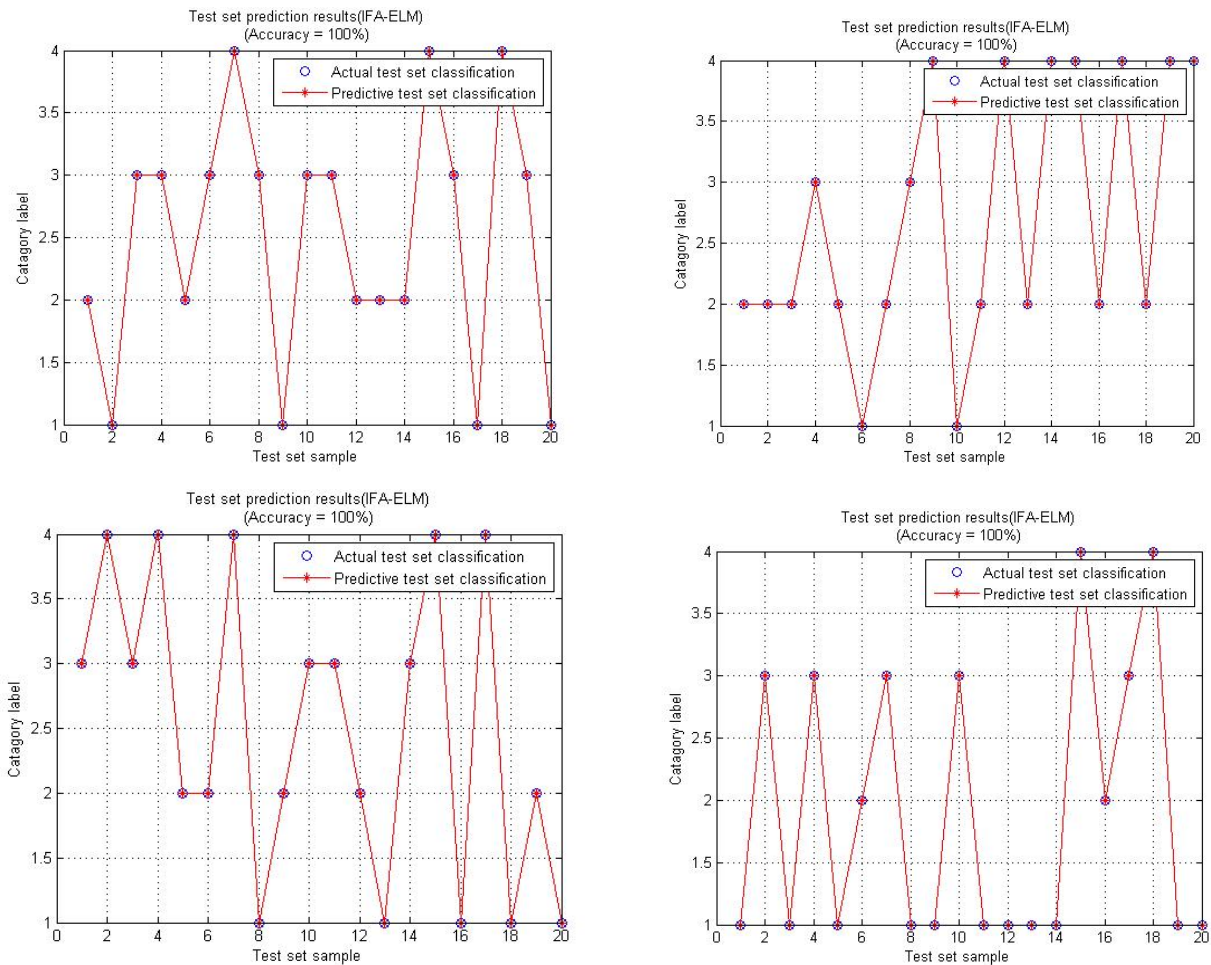 Test set prediction results(IFA-ELM)
(Accuracy = 100%)
4
3.5
3
2.5
2
1.5
1
Catagory label
Actual test set classification
Predictive test set classification
0 2 4 6 8 10 12 14 16 18 20
Test set sample
Test set prediction results(IFA-ELM)
(Accuracy = 100%)
4
3.5
3
2.5
2
1.5
1
Catagory label
Actual test set classification
Predictive test set classification
0 2 4 6 8 10 12 14 16 18 20
Test set sample
Test set prediction results(IFA-ELM)
(Accuracy = 100%)
4
3.5
3
2.5
2
1.5
1
Catagory label
Actual test set classification
Predictive test set classification
0 2 4 6 8 10 12 14 16 18 20
Test set sample
Test set prediction results(IFA-ELM)
(Accuracy = 100%)
4
3.5
3
2.5
2
1.5
1
Catagory label
Actual test set classification
Predictive test set classification
0 2 4 6 8 10 12 14 16 18 20
Test set sample